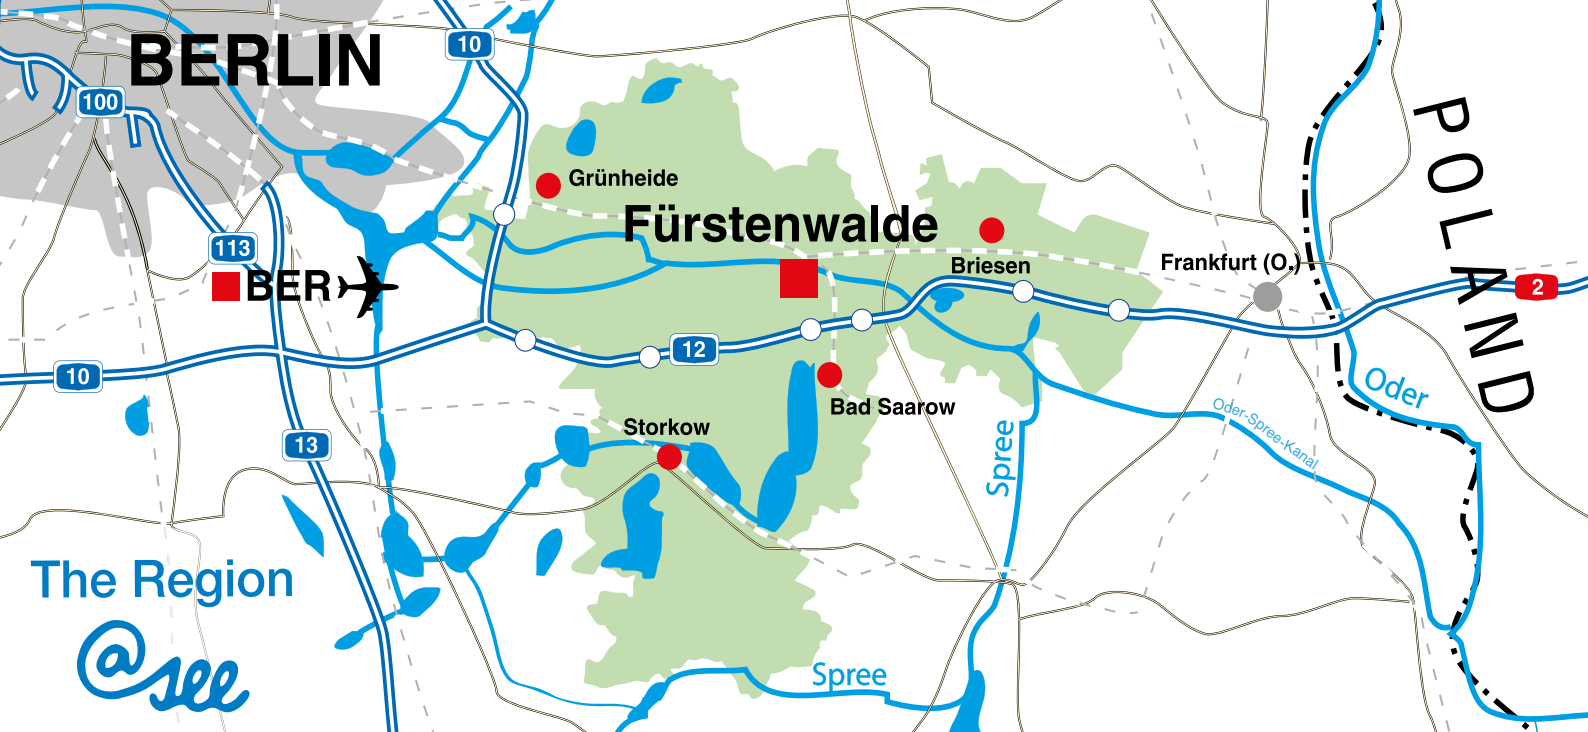 BERLIN
10
100
POLAND
Grünheide
Fürstenwalde
113
BER
Briesen
Frankfurt (O.)
2
12
10
Bad Saarow
Oder
Storkow
13
Oder-Spree-Kanal
Spree
The Region
@see
Spree